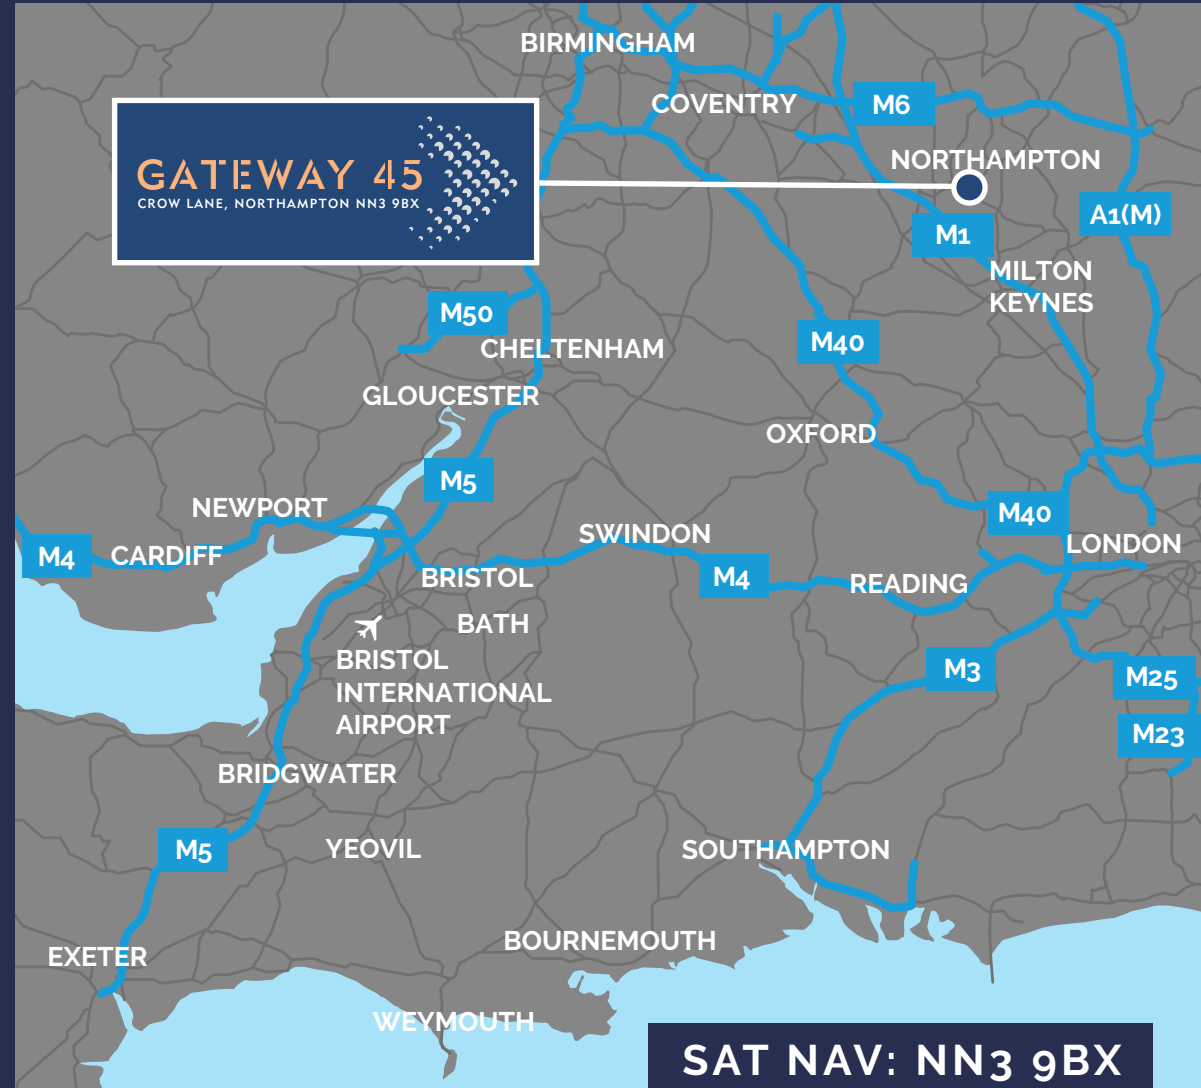 BIRMINGHAM
COVENTRY
M6
GATEWAY 45
CROW LANE, NORTHAMPTON NN3 9BX
NORTHAMPTON
A1(M)
M1
MILTON
KEYNES
M50
CHELTENHAM
M40
GLOUCESTER
OXFORD
M5
NEWPORT
M40
SWINDON
LONDON
M4
CARDIFF
BRISTOL
M4
READING
BATH
BRISTOL
INTERNATIONAL
AIRPORT
M3
M25
M23
BRIDGWATER
M5
YEOVIL
SOUTHAMPTON
BOURNEMOUTH
EXETER
WEYMOUTH
SAT NAV: NN3 9BX